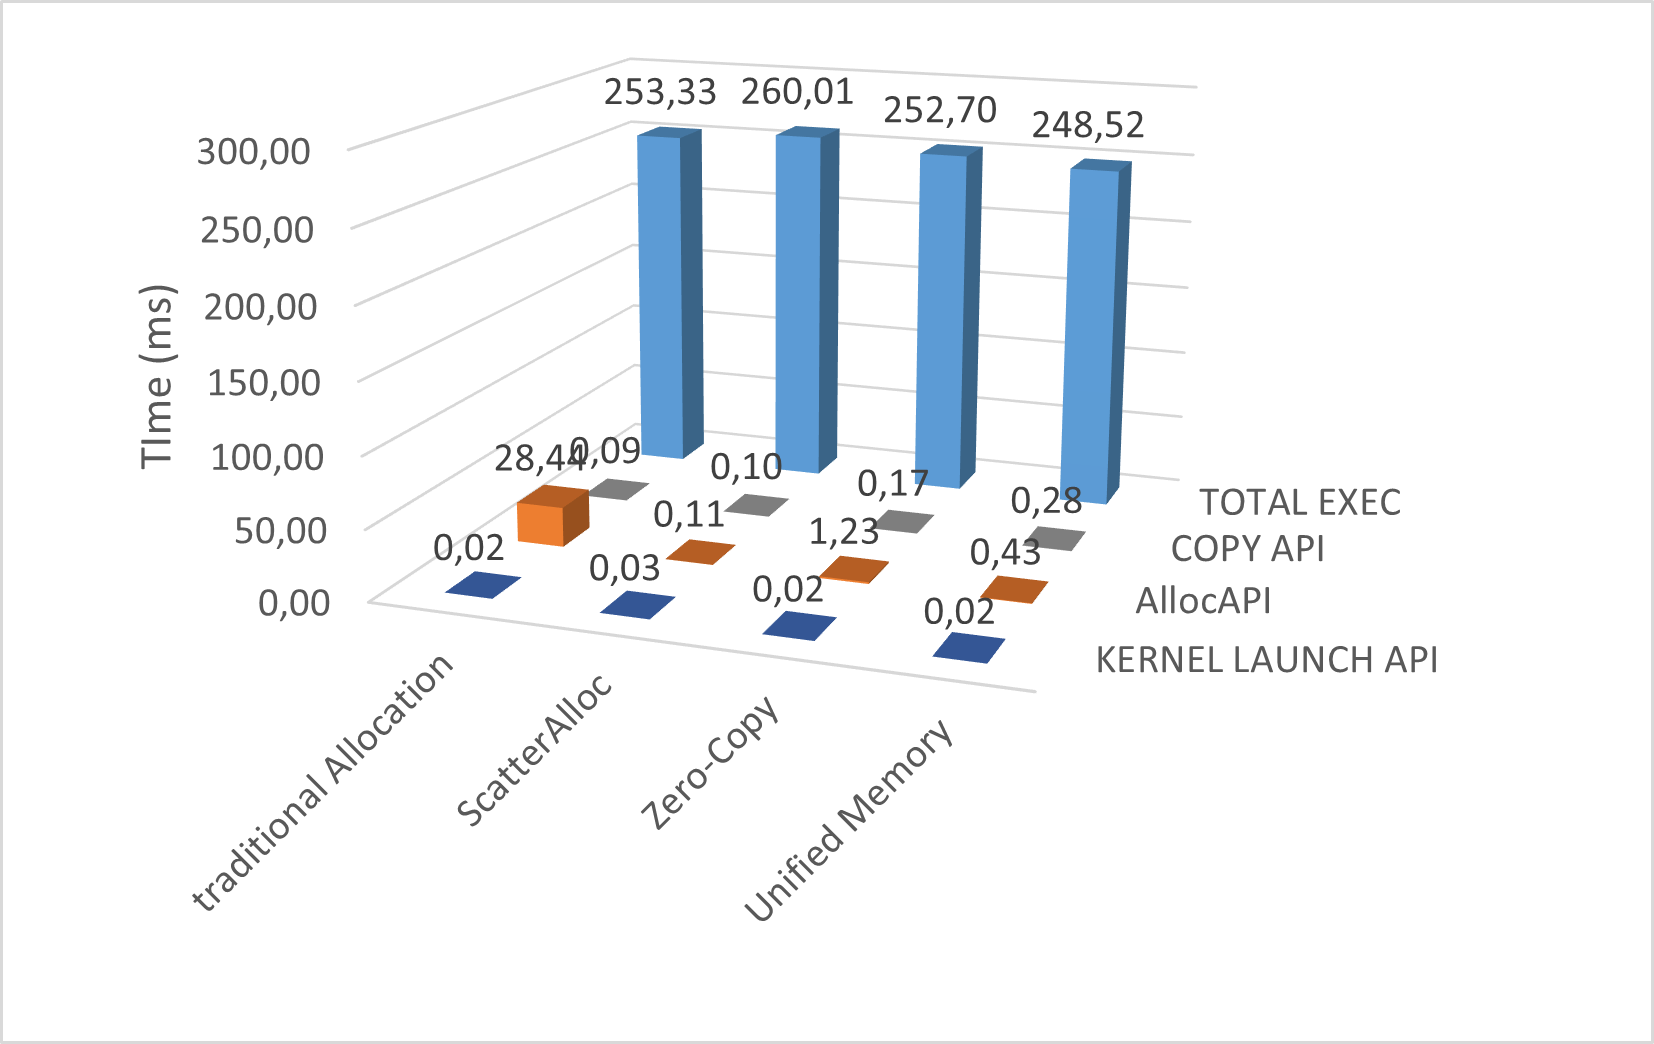 253,33 260,01 252,70 248,52
300,00
250,00
200,00
150,00
100,00
50,00
0,00
TIme (ms)
28,44 0,09 0,10 0,17 0,28
0,11 1,23 0,43
0,02 0,03 0,02 0,02
TOTAL EXEC
COPY API
AllocAPI
KERNEL LAUNCH API
traditional Allocation
ScatterAlloc
Zero-Copy
Unified Memory